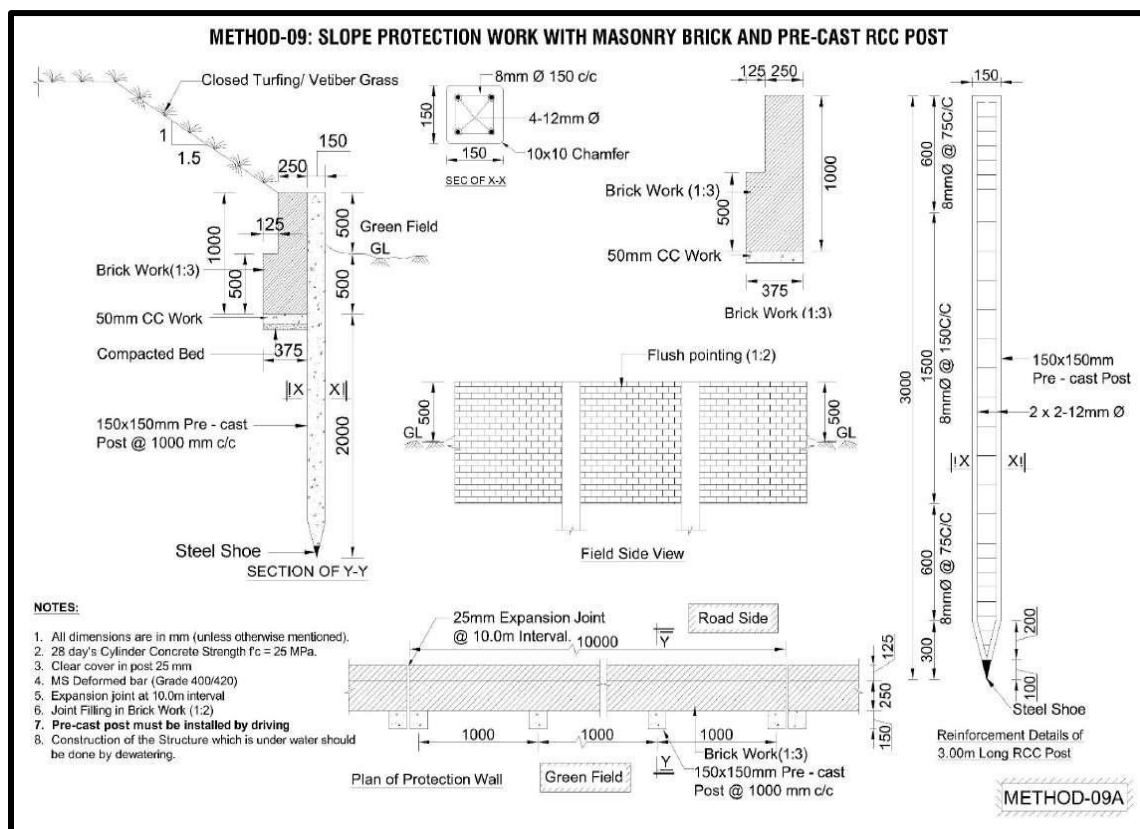 METHOD-09: SLOPE PROTECTION WORK WITH MASONRY BRICK AND PRE-CAST RCC POST
Closed Turfing/ Vetiber Grass
1
1.5
150
250
125
1000
500
500
500
Green Field
GL
Brick Work(1:3)
50mm CC Work
Compacted Bed
375
X
X
2000
150x150mm Pre - cast
Post @ 1000 mm c/c
Steel Shoe
SECTION OF Y-Y
8mm Ø 150 c/c
4-12mm Ø
10x10 Chamfer
150
150
SEC OF X-X
125 250
1000
Brick Work (1:3)
500
50mm CC Work
375
Brick Work (1:3)
Flush pointing (1:2)
500
500
GL
GL
Field Side View
150
600
8mmØ @ 75C/C
3000
1500
8mmØ @ 150C/C
150x150mm
Pre - cast Post
2 x 2-12mm Ø
X
X
600
8mmØ @ 75C/C
300
200
100
Steel Shoe
Reinforcement Details of
3.00m Long RCC Post
NOTES:
1. All dimensions are in mm (unless otherwise mentioned).
2. 28 day's Cylinder Concrete Strength f'c = 25 MPa.
3. Clear cover in post 25 mm
4. MS Deformed bar (Grade 400/420)
5. Expansion joint at 10.0m interval
6. Joint Filling in Brick Work (1:2)
7. Pre-cast post must be installed by driving
8. Construction of the Structure which is under water should
be done by dewatering.
25mm Expansion Joint
@ 10.0m Interval.
10000
Y
Road Side
125
250
150
1000
1000
1000
Y
Brick Work(1:3)
150x150mm Pre - cast
Post @ 1000 mm c/c
Plan of Protection Wall
Green Field
METHOD-09A